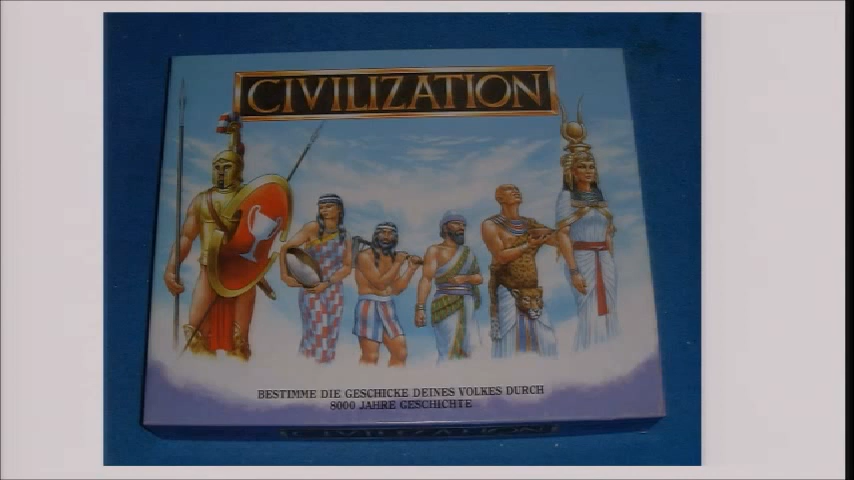 CIVILIZATION
BESTIMME DIE GESCHICKE DEINES VOLKES DURCH
8000 JAHRE GESCHICHTE
CIVILIZATION